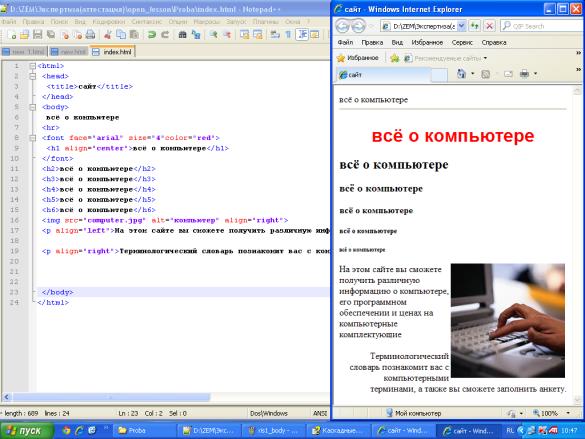 D:\ZEM\Экспертиза(аттестация)\open_lesson\Proba\index.html - Notepad++
Файл Правка Поиск Вид Кодировки Синтаксис Опции Макросы Запуск Плагины Окна ?
new.html index.html
1 <html>
2 <head>
3 <title>сайт</title>
4 </head>
5 <body>
6 всё о компьютере
7 <hr>
8 <font face="arial" size="4"color="red">
9 <h1 align="center">всё о компьютере</h1>
10 </font>
11 <h2>всё о компьютере</h2>
12 <h3>всё о компьютере</h3>
13 <h4>всё о компьютере</h4>
14 <h5>всё о компьютере</h5>
15 <h6>всё о компьютере</h6>
16 <img src="computer.jpg" alt="компьютер" align="right">
17 <p align="left">На этом сайте вы сможете получить различную инф
18
19 <p align="right">Терминологический словарь познакомит вас с ком
20
21
22
23 </body>
24 </html>
length : 689 lines : 24 Ln : 23 Col : 2 Sel : 0 Dos\Windows ANSI
сайт - Windows Internet Explorer
QIP Search
Файл Правка Вид Избранное Сервис Справка
Избранное Рекомендуемые сайты
сайт
всё о компьютере
всё о компьютере
всё о компьютере
всё о компьютере
всё о компьютере
всё о компьютере
всё о компьютере
На этом сайте вы сможете
получить различную
информацию о компьютере,
его программном
обеспечении и ценах на
компьютерные
комплектующие
Терминологический
словарь познакомит вас с
компьютерными
терминами, а также вы сможете заполнить анкету.
Мой компьютер 100%
пуск Proba D:\ZEM\Экс... xls1_body - ... Каскадные... сайт - Wind... сайт - Wind... RL 10:47